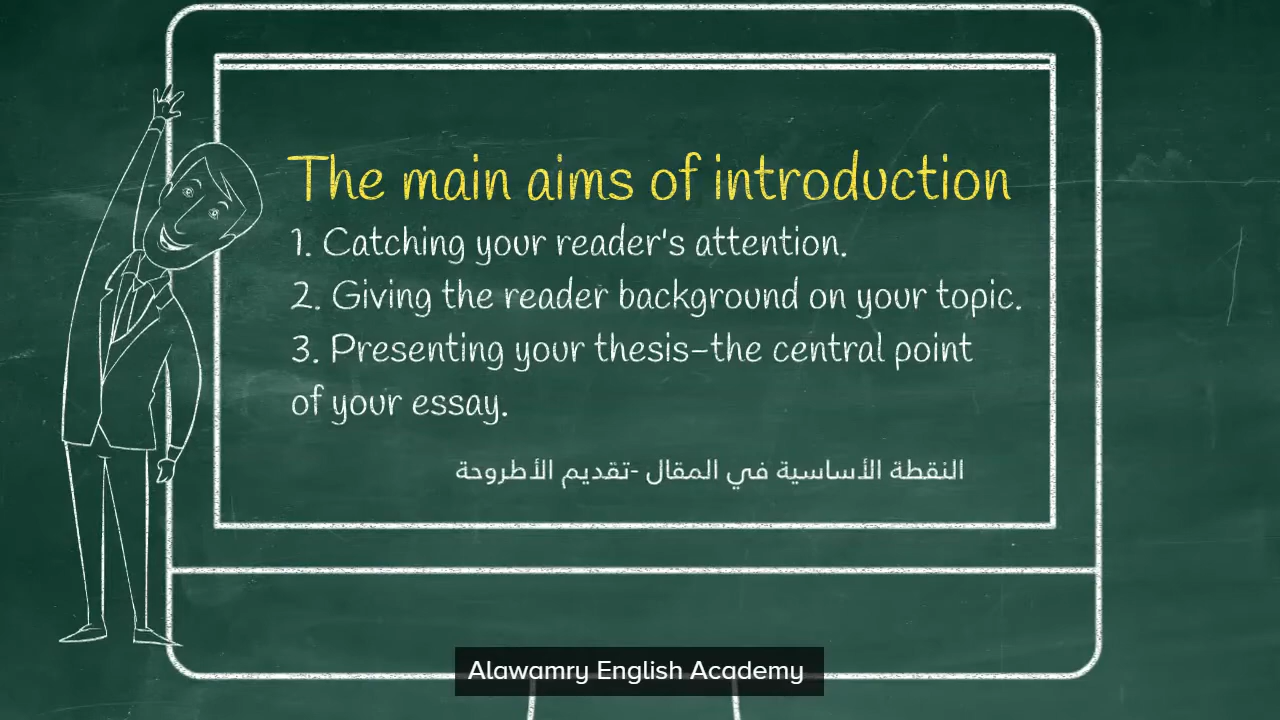 The main aims of introduction
1. Catching your reader's attention.
2. Giving the reader background on your topic.
3. Presenting your thesis–the central point
of your essay.
النقطة الأساسية في المقال -تقديم الأطروحة
Alawamry English Academy